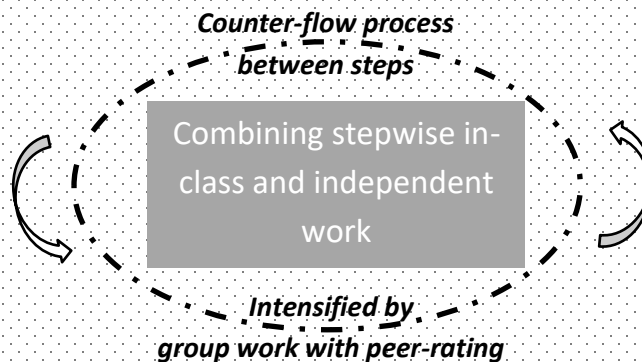 Counter-flow process
between steps
Combining stepwise in-
class and independent
work
Intensified by
group work with peer-rating